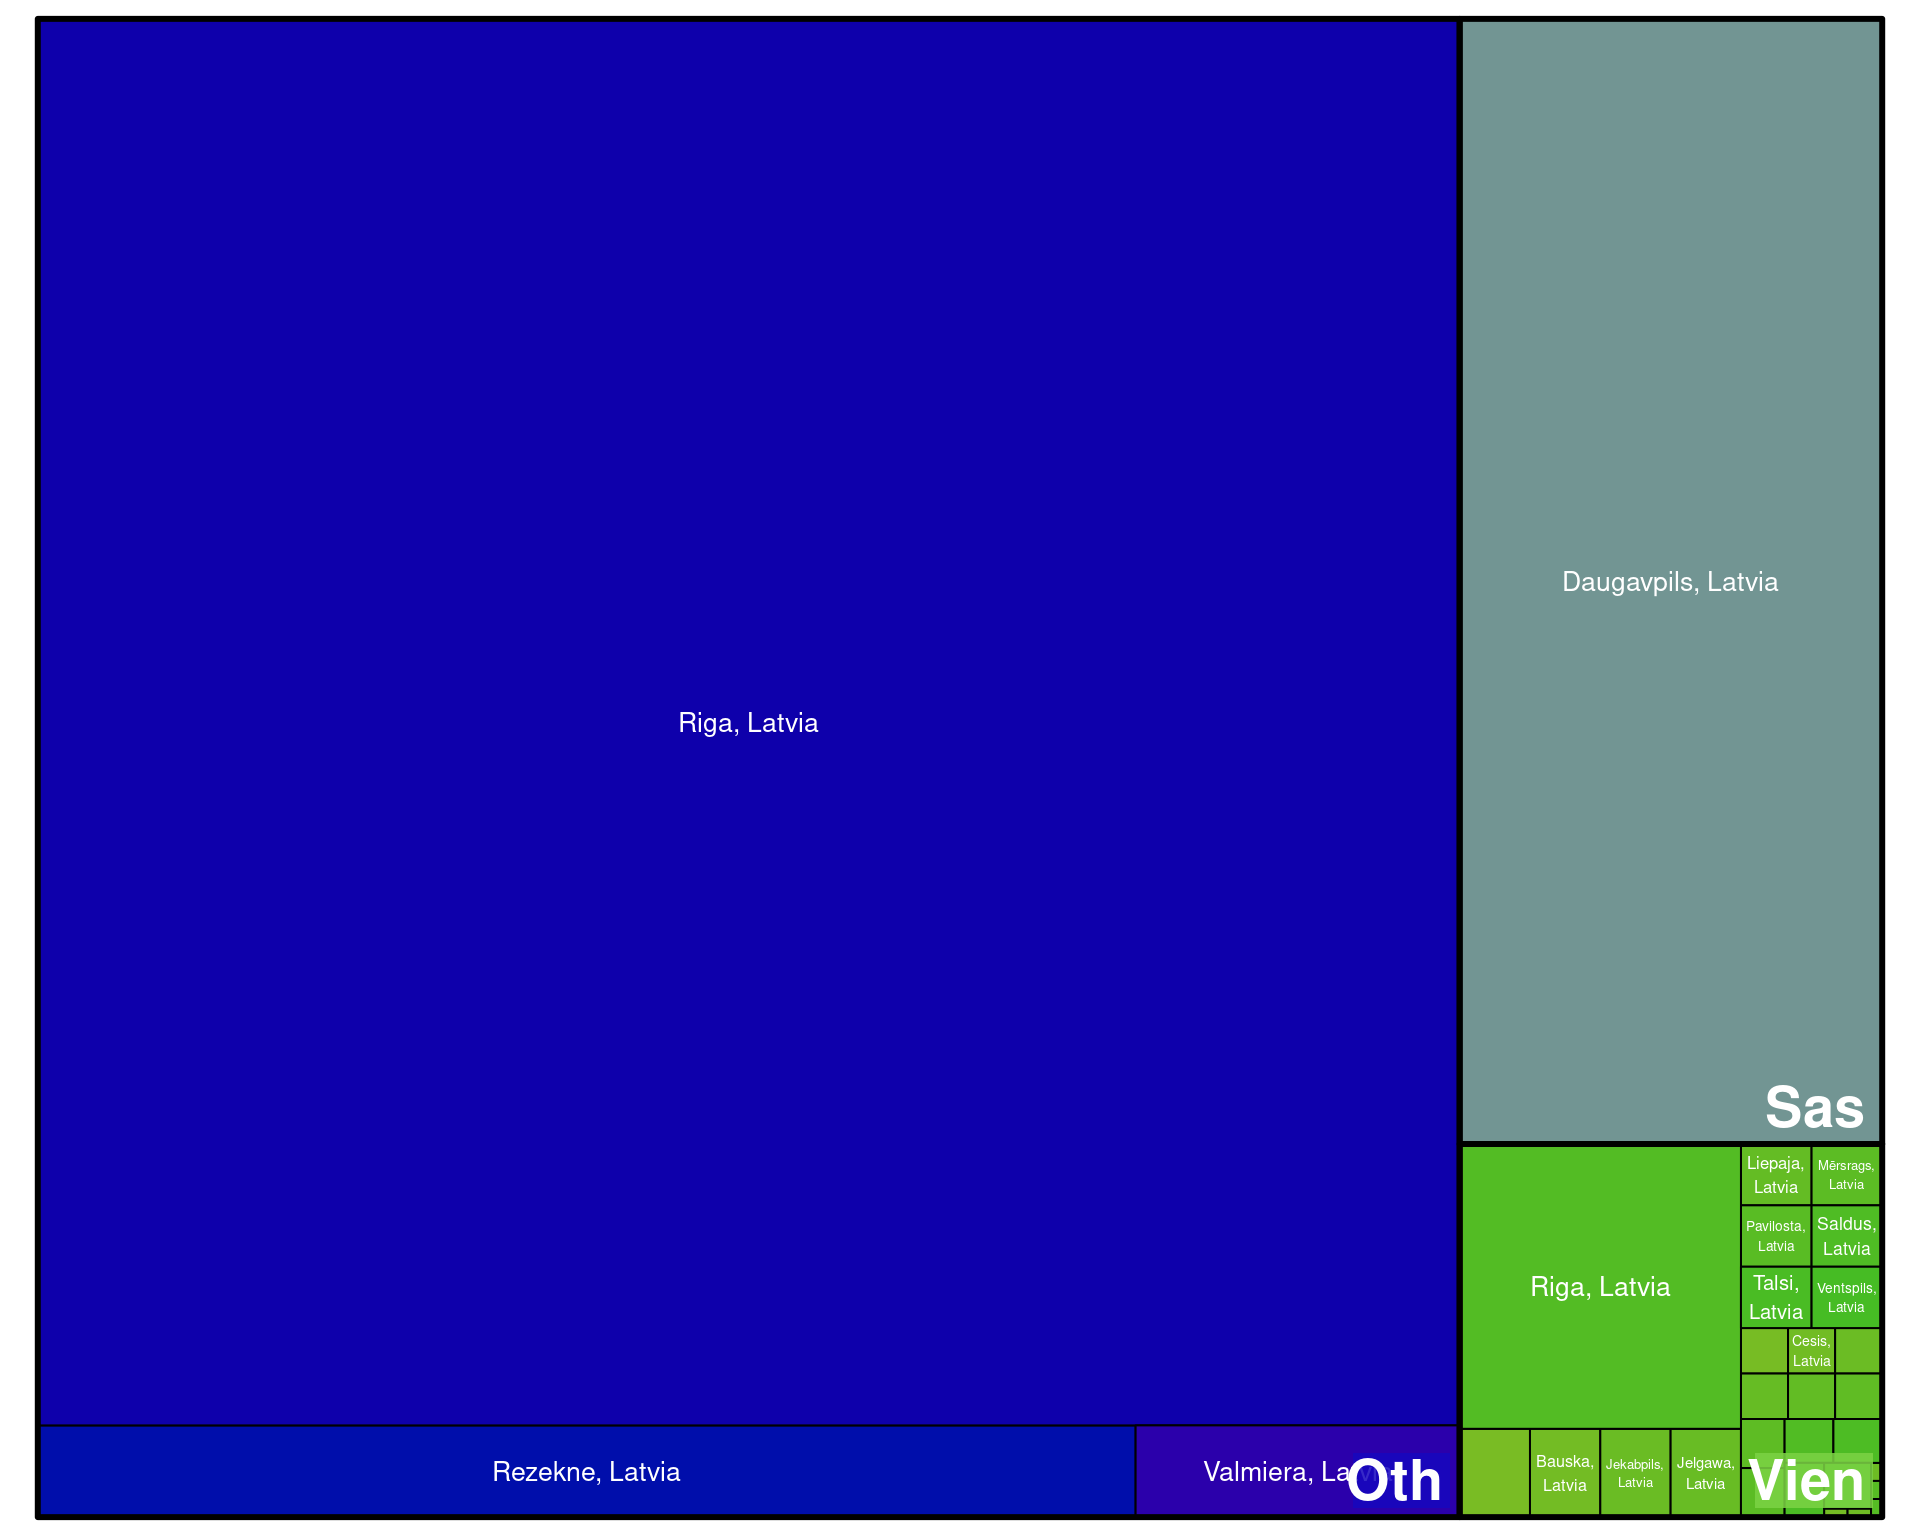 Riga, Latvia
Rezekne, Latvia
Valmiera, La
Oth
Daugavpils, Latvia
Sas
Riga, Latvia
Liepaja,
Latvia
Mērsrags,
Latvia
Pavilosta,
Latvia
Saldus,
Latvia
Talsi,
Latvia
Ventspils,
Latvia
Cesis,
Latvia
Bauska,
Latvia
Jekabpils,
Latvia
Jelgawa,
Latvia
Vien